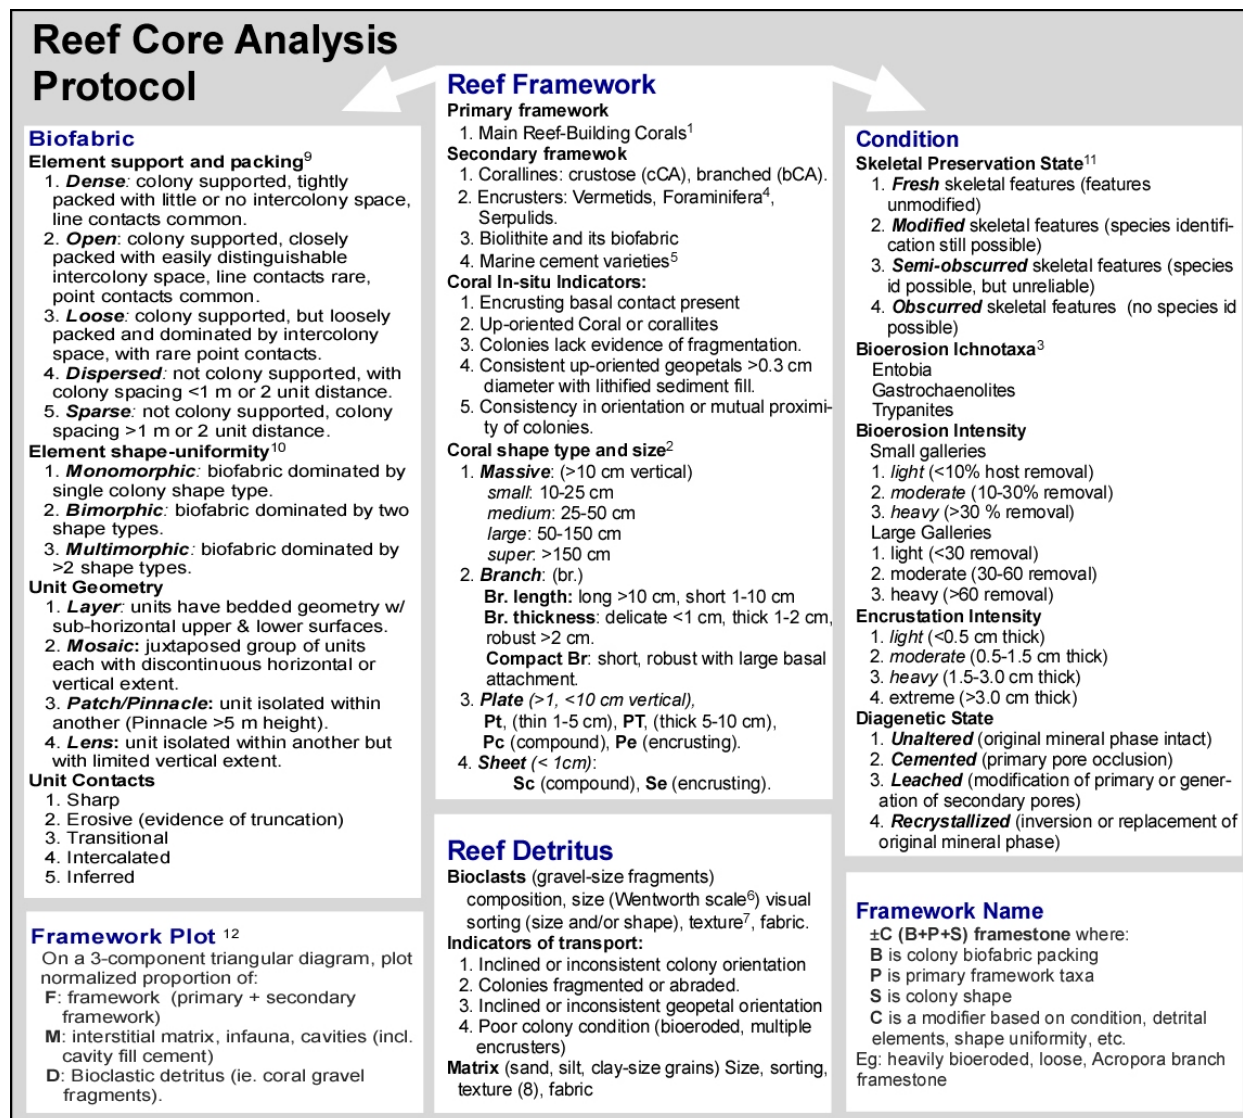 Reef Core Analysis
Protocol
Biofabric
Element support and packing9
1. Dense: colony supported, tightly
packed with little or no intercolony space,
line contacts common.
2. Open: colony supported, closely
packed with easily distinguishable
intercolony space, line contacts rare,
point contacts common.
3. Loose: colony supported, but loosely
packed and dominated by intercolony
space, with rare point contacts.
4. Dispersed: not colony supported, with
colony spacing <1 m or 2 unit distance.
5. Sparse: not colony supported, colony
spacing >1 m or 2 unit distance.
Element shape-uniformity10
1. Monomorphic: biofabric dominated by
single colony shape type.
2. Bimorphic: biofabric dominated by two
shape types.
3. Multimorphic: biofabric dominated by
>2 shape types.
Unit Geometry
1. Layer: units have bedded geometry w/
sub-horizontal upper & lower surfaces.
2. Mosaic: juxtaposed group of units
each with discontinuous horizontal or
vertical extent.
3. Patch/Pinnacle: unit isolated within
another (Pinnacle >5 m height).
4. Lens: unit isolated within another but
with limited vertical extent.
Unit Contacts
1. Sharp
2. Erosive (evidence of truncation)
3. Transitional
4. Intercalated
5. Inferred
Framework Plot 12
On a 3-component triangular diagram, plot
normalized proportion of:
F: framework (primary + secondary
framework)
M: interstitial matrix, infauna, cavities (incl.
cavity fill cement)
D: Bioclastic detritus (ie. coral gravel
fragments).
Reef Framework
Primary framework
1. Main Reef-Building Corals1
Secondary framewok
1. Corallines: crustose (cCA), branched (bCA).
2. Encrusters: Vermetids, Foraminifera4,
Serpulids.
3. Biolithite and its biofabric
4. Marine cement varieties5
Coral In-situ Indicators:
1. Encrusting basal contact present
2. Up-oriented Coral or corallites
3. Colonies lack evidence of fragmentation.
4. Consistent up-oriented geopetals >0.3 cm
diameter with lithified sediment fill.
5. Consistency in orientation or mutual proximi-
ty of colonies.
Coral shape type and size2
1. Massive: (>10 cm vertical)
small: 10-25 cm
medium: 25-50 cm
large: 50-150 cm
super: >150 cm
2. Branch: (br.)
Br. length: long >10 cm, short 1-10 cm
Br. thickness: delicate <1 cm, thick 1-2 cm,
robust >2 cm.
Compact Br: short, robust with large basal
attachment.
3. Plate (>1, <10 cm vertical),
Pt, (thin 1-5 cm), PT, (thick 5-10 cm),
Pc (compound), Pe (encrusting).
4. Sheet (< 1cm):
Sc (compound), Se (encrusting).
Reef Detritus
Bioclasts (gravel-size fragments)
composition, size (Wentworth scale6) visual
sorting (size and/or shape), texture7, fabric.
Indicators of transport:
1. Inclined or inconsistent colony orientation
2. Colonies fragmented or abraded.
3. Inclined or inconsistent geopetal orientation
4. Poor colony condition (bioeroded, multiple
encrusters)
Matrix (sand, silt, clay-size grains) Size, sorting,
texture (8), fabric
Condition
Skeletal Preservation State11
1. Fresh skeletal features (features
unmodified)
2. Modified skeletal features (species identifi-
cation still possible)
3. Semi-obscurred skeletal features (species
id possible, but unreliable)
4. Obscurred skeletal features (no species id
possible)
Bioerosion Ichnotaxa3
Entobia
Gastrochaenolites
Trypanites
Bioerosion Intensity
Small galleries
1. light (<10% host removal)
2. moderate (10-30% removal)
3. heavy (>30 % removal)
Large Galleries
1. light (<30 removal)
2. moderate (30-60 removal)
3. heavy (>60 removal)
Encrustation Intensity
1. light (<0.5 cm thick)
2. moderate (0.5-1.5 cm thick)
3. heavy (1.5-3.0 cm thick)
4. extreme (>3.0 cm thick)
Diagenetic State
1. Unaltered (original mineral phase intact)
2. Cemented (primary pore occlusion)
3. Leached (modification of primary or gener-
ation of secondary pores)
4. Recrystallized (inversion or replacement of
original mineral phase)
Framework Name
±C (B+P+S) framestone where:
B is colony biofabric packing
P is primary framework taxa
S is colony shape
C is a modifier based on condition, detrital
elements, shape uniformity, etc.
Eg: heavily bioeroded, loose, Acropora branch
framestone